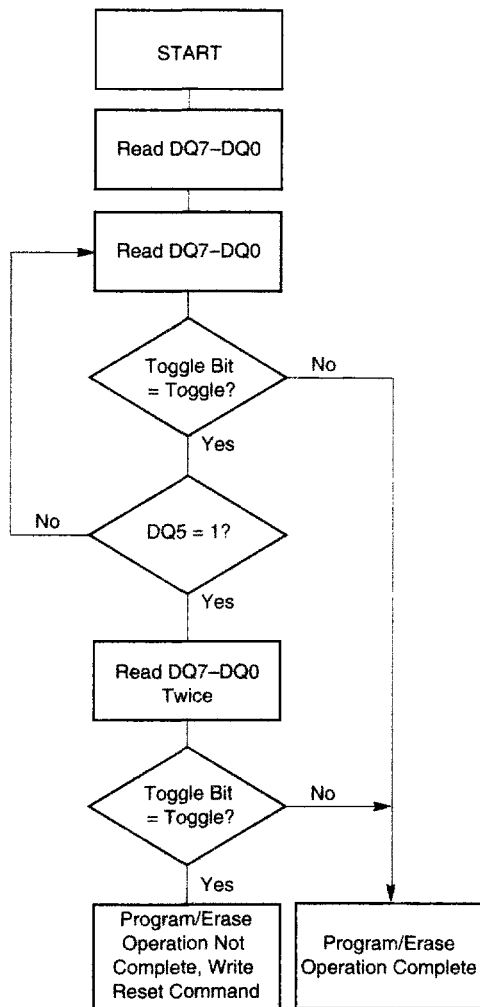 START
Read DQ7–DQ0
Read DQ7–DQ0
Toggle Bit
= Toggle?
No
Yes
No
DQ5 = 1?
Yes
Read DQ7–DQ0
Twice
Toggle Bit
= Toggle?
No
Yes
Program/Erase
Operation Not
Complete, Write
Reset Command
Program/Erase
Operation Complete